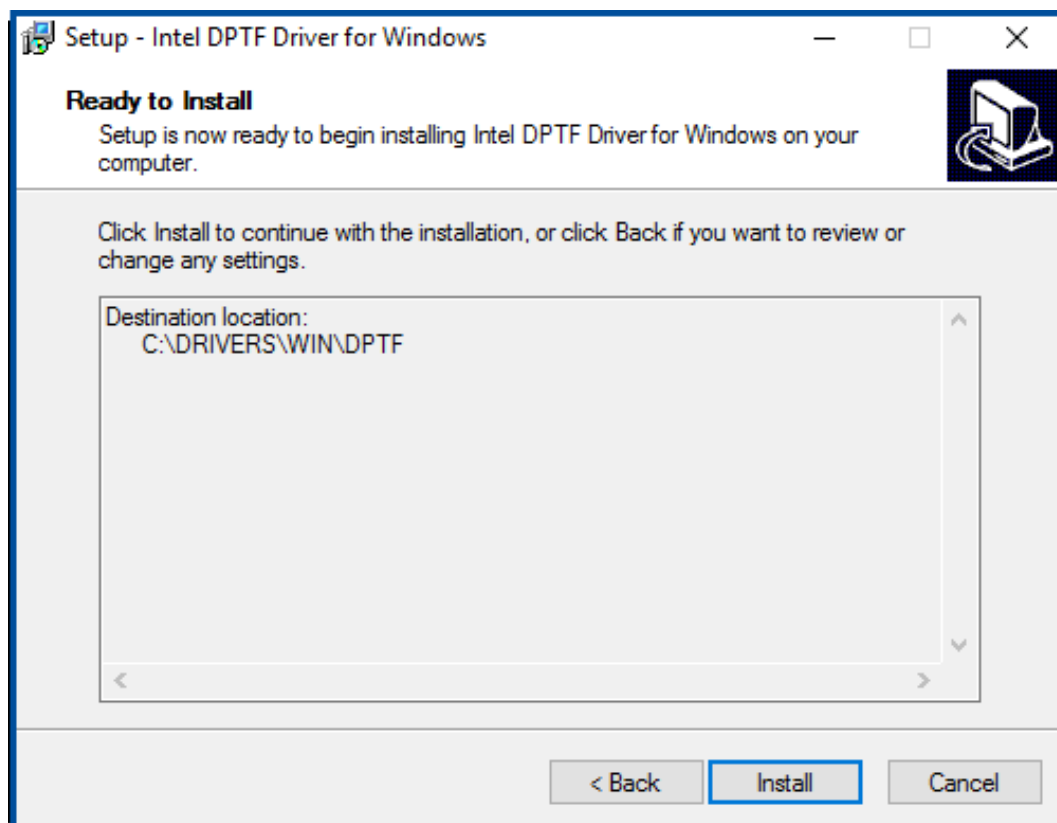 Setup - Intel DPTF Driver for Windows
Ready to Install
Setup is now ready to begin installing Intel DPTF Driver for Windows on your
computer.
Click Install to continue with the installation, or click Back if you want to review or
change any settings.
Destination location:
C:\DRIVERS\WIN\DPTF
< Back
Install
Cancel